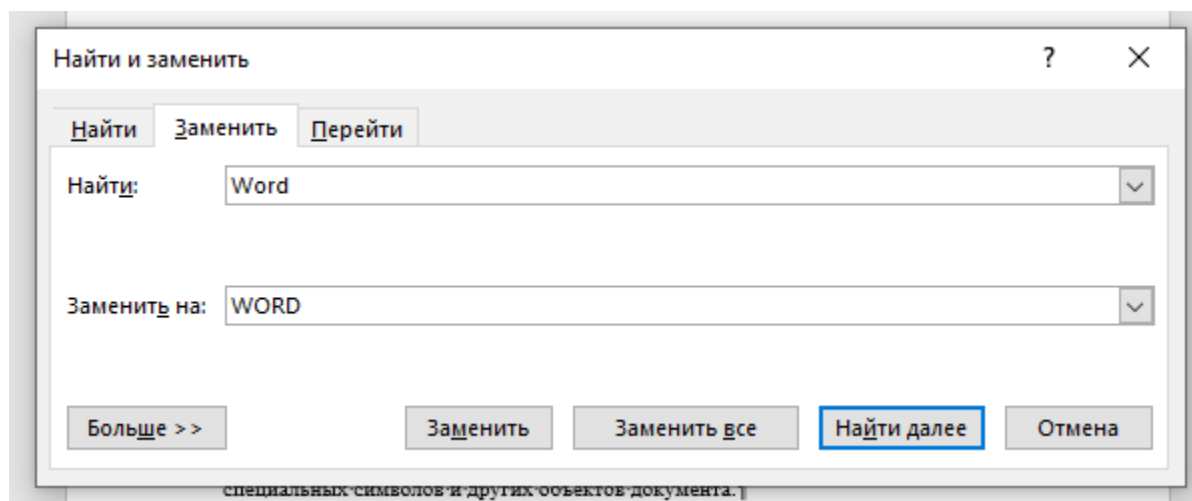 Найти и заменить ?
Найти Заменить Перейти
Найти: Word
Заменить на: WORD
Больше >> Заменить Заменить все Найти далее Отмена
специальных·символов·и·других·объектов·документа.¶